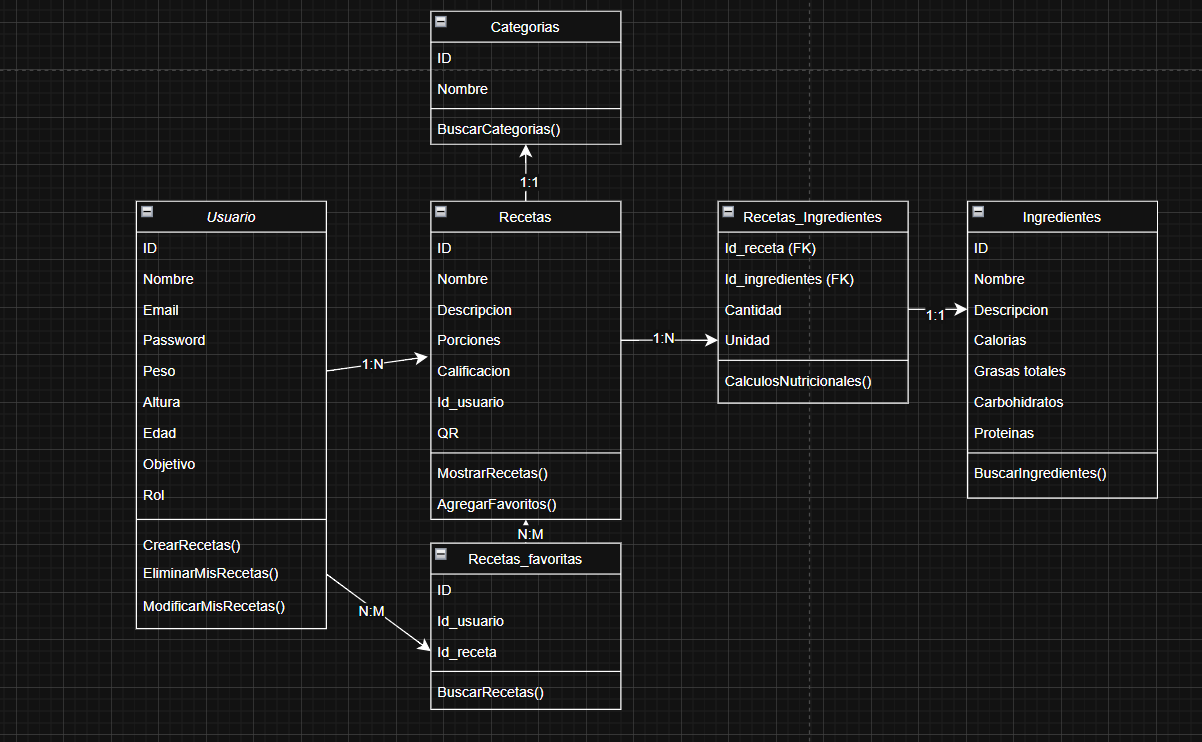 Categorias
ID
Nombre
BuscarCategorias()
1:1
Usuario
ID
Nombre
Email
Password
Peso
Altura
Edad
Objetivo
Rol
CrearRecetas()
EliminarMisRecetas()
ModificarMisRecetas()
1:N
N:M
Recetas
ID
Nombre
Descripcion
Porciones
Calificacion
Id_usuario
QR
MostrarRecetas()
AgregarFavoritos()
N:M
Recetas_favoritas
ID
Id_usuario
Id_receta
BuscarRecetas()
1:N
Recetas_Ingredientes
Id_receta (FK)
Id_ingredientes (FK)
Cantidad
Unidad
CalculosNutricionales()
1:1
Ingredientes
ID
Nombre
Descripcion
Calorias
Grasas totales
Carbohidratos
Proteinas
BuscarIngredientes()